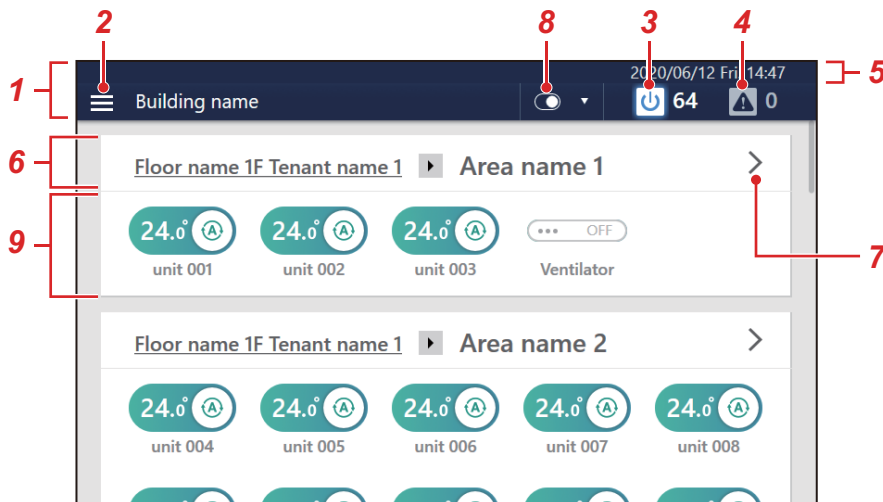 2 8 3 4
2020/06/12 Fri 14:47
5
1
Building name
64 0
6
Floor name 1F Tenant name 1 Area name 1
9
24.0° A 24.0° A 24.0° A OFF
7
unit 001 unit 002 unit 003 Ventilator
Floor name 1F Tenant name 1 Area name 2
24.0° A 24.0° A 24.0° A 24.0° A 24.0° A
unit 004 unit 005 unit 006 unit 007 unit 008